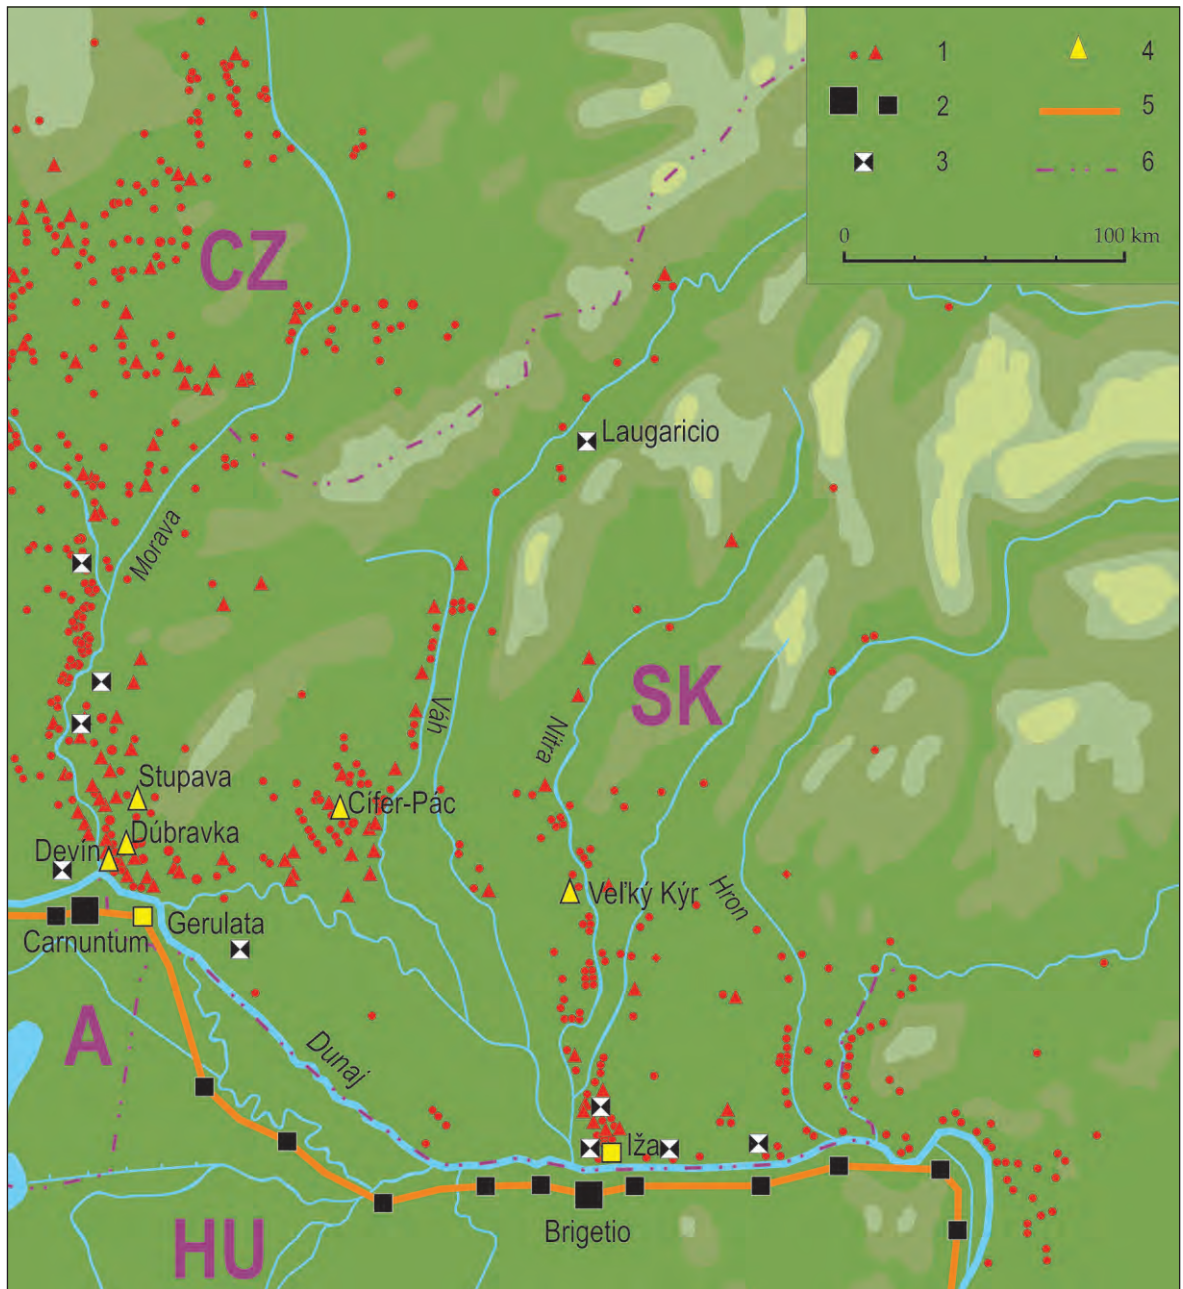 1
4
2
5
3
6
0
100 km
CZ
Laugaricio
Morava
SK
Váh
Nitra
Stupava
Cífer-Pác
Dúbravka
Devín
Veľký Kýr
Hron
Gerulata
Carnuntum
A
Dunaj
Iža
Brigetio
HU